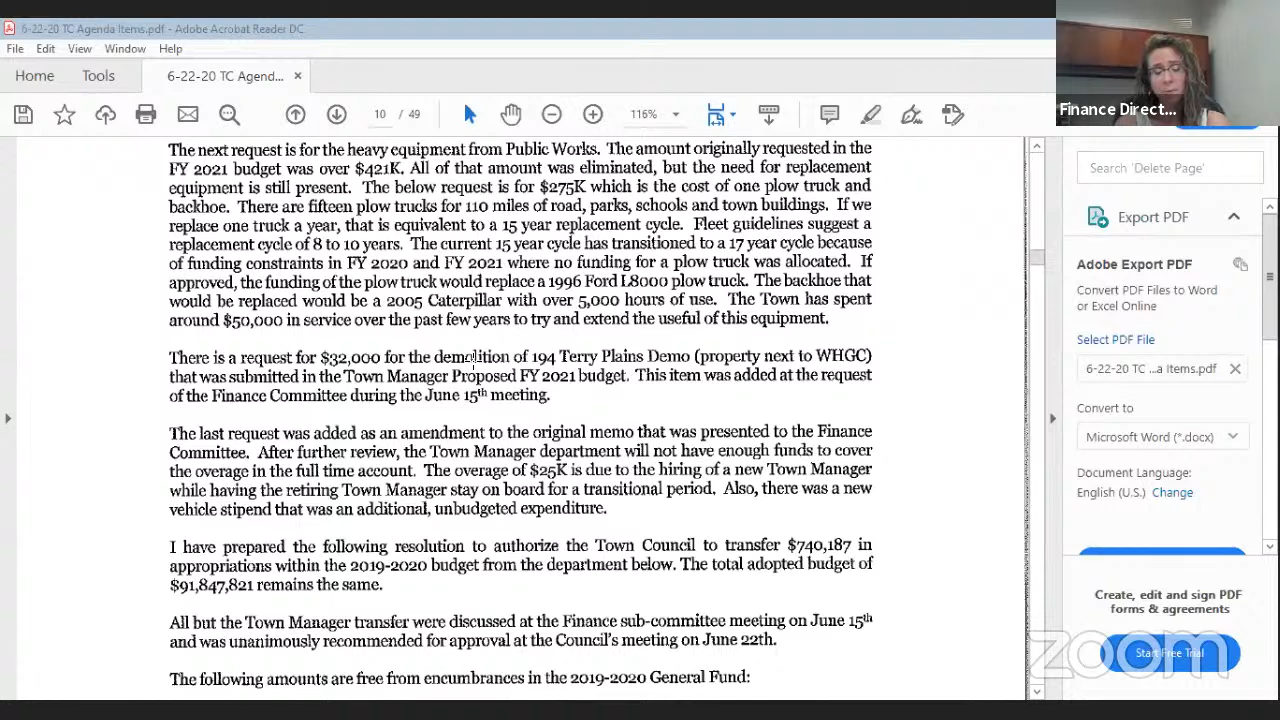 6-22-20 TC Agenda Items.pdf - Adobe Acrobat Reader DC
File Edit View Window Help
Home Tools 6-22-20 TC Agend... ×
10 / 49 116%
Finance Direct...
The next request is for the heavy equipment from Public Works. The amount originally requested in the
FY 2021 budget was over $421K. All of that amount was eliminated, but the need for replacement
equipment is still present. The below request is for $275K which is the cost of one plow truck and
backhoe. There are fifteen plow trucks for 110 miles of road, parks, schools and town buildings. If we
replace one truck a year, that is equivalent to a 15 year replacement cycle. Fleet guidelines suggest a
replacement cycle of 8 to 10 years. The current 15 year cycle has transitioned to a 17 year cycle because
of funding constraints in FY 2020 and FY 2021 where no funding for a plow truck was allocated. If
approved, the funding of the plow truck would replace a 1996 Ford L8000 plow truck. The backhoe that
would be replaced would be a 2005 Caterpillar with over 5,000 hours of use. The Town has spent
around $50,000 in service over the past few years to try and extend the useful of this equipment.
There is a request for $32,000 for the demolition of 194 Terry Plains Demo (property next to WHGC)
that was submitted in the Town Manager Proposed FY 2021 budget. This item was added at the request
of the Finance Committee during the June 15th meeting.
The last request was added as an amendment to the original memo that was presented to the Finance
Committee. After further review, the Town Manager department will not have enough funds to cover
the overage in the full time account. The overage of $25K is due to the hiring of a new Town Manager
while having the retiring Town Manager stay on board for a transitional period. Also, there was a new
vehicle stipend that was an additional, unbudgeted expenditure.
I have prepared the following resolution to authorize the Town Council to transfer $740,187 in
appropriations within the 2019-2020 budget from the department below. The total adopted budget of
$91,847,821 remains the same.
All but the Town Manager transfer were discussed at the Finance sub-committee meeting on June 15th
and was unanimously recommended for approval at the Council's meeting on June 22th.
The following amounts are free from encumbrances in the 2019-2020 General Fund:
Search 'Delete Page'
Export PDF
Adobe Export PDF
Convert PDF Files to Word
or Excel Online
Select PDF File
6-22-20 TC ...a Items.pdf ×
Convert to
Microsoft Word (*.docx)
Document Language:
English (U.S.) Change
Create, edit and sign PDF
forms & agreements
Start Free Trial
zoom